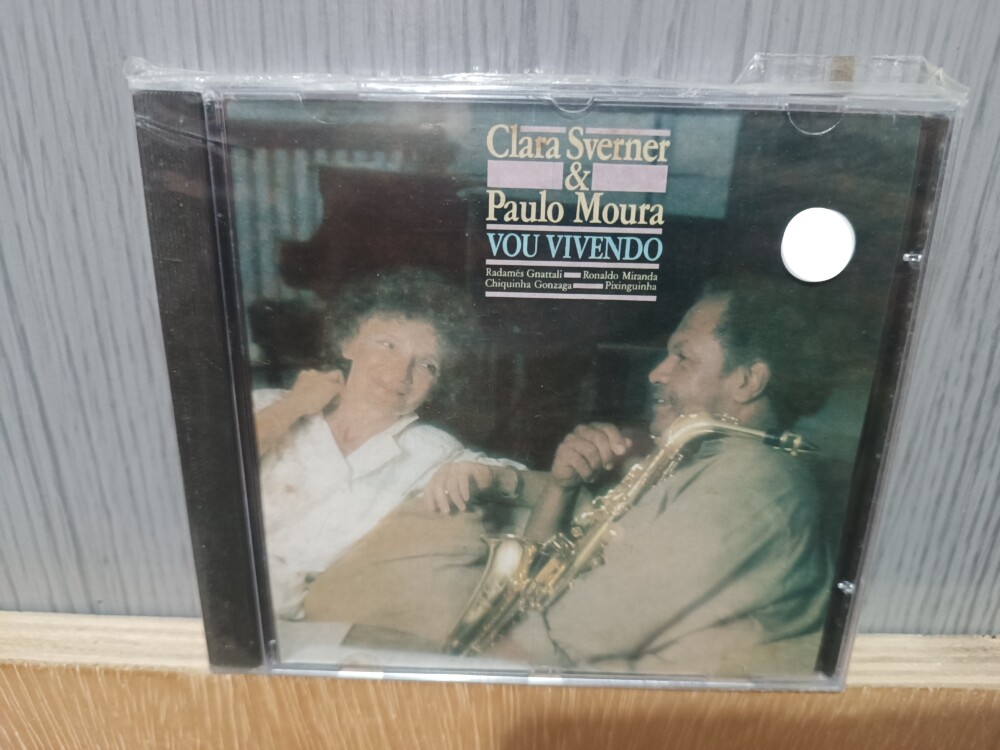 Clara Sverner
&
Paulo Moura
VOU VIVENDO
Radamés Gnattali Ronaldo Miranda
Chiquinha Gonzaga Pixinguinha